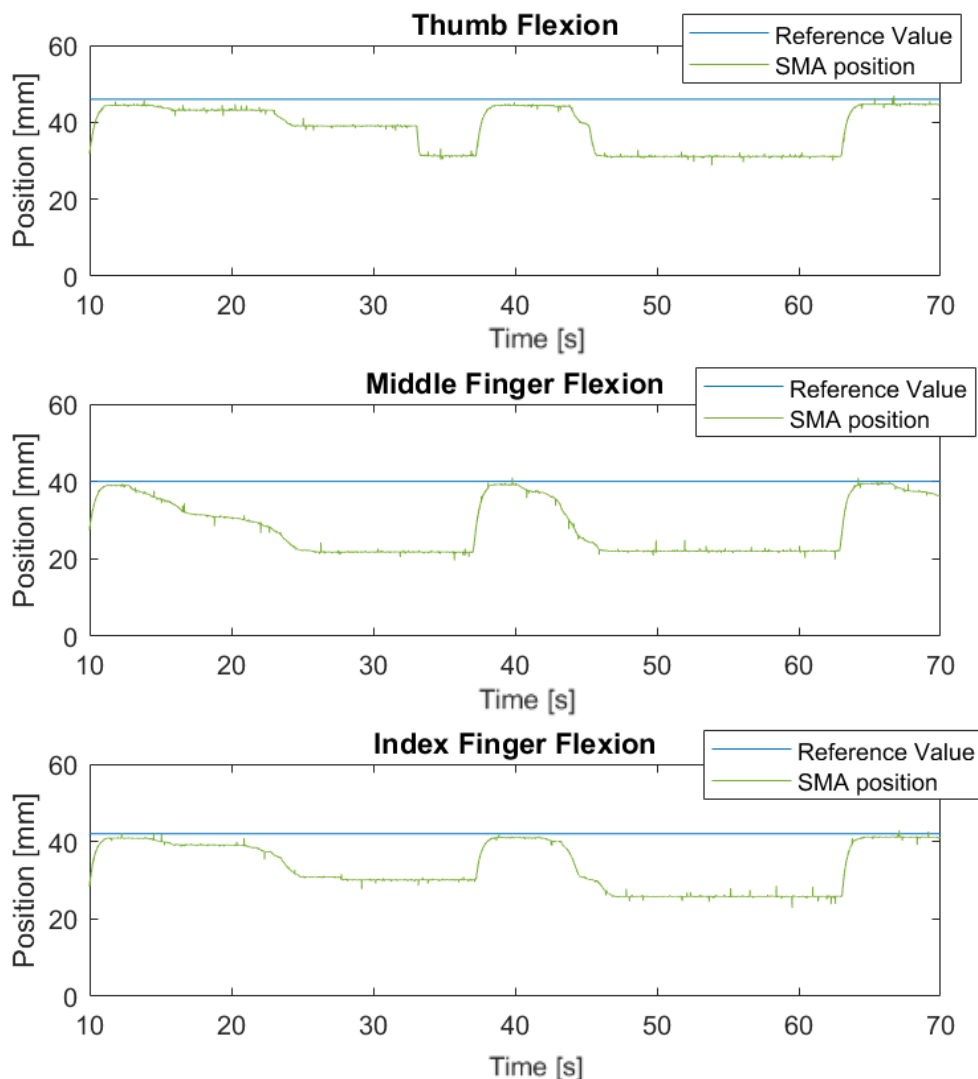 Thumb Flexion
Reference Value
SMA position
Position [mm]
60
40
20
0
10 20 30 40 50 60 70
Time [s]
Middle Finger Flexion
Reference Value
SMA position
Position [mm]
60
40
20
0
10 20 30 40 50 60 70
Time [s]
Index Finger Flexion
Reference Value
SMA position
Position [mm]
60
40
20
0
10 20 30 40 50 60 70
Time [s]